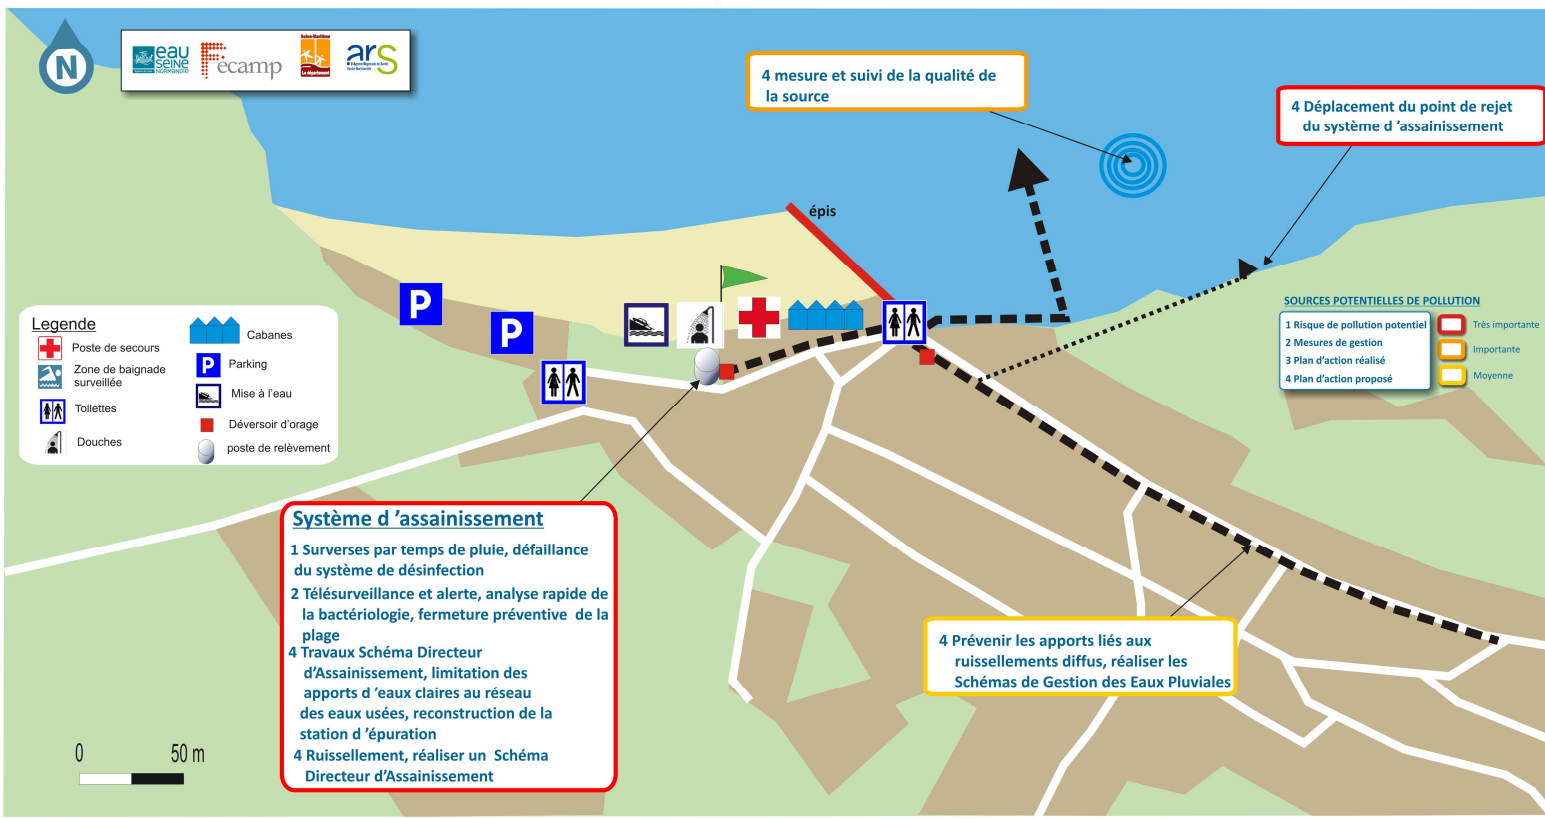 N
eau
SEINE
NORMANDIE
Fécamp
Seine-Maritime
Le département
ars
4 mesure et suivi de la qualité de
la source
4 Déplacement du point de rejet
du système d 'assainissement
épis
P
P
Legende
Poste de secours
Zone de baignade
surveillée
Toilettes
Douches
Cabanes
P
Parking
Mise à l'eau
Déversoir d'orage
poste de relèvement
SOURCES POTENTIELLES DE POLLUTION
1 Risque de pollution potentiel
2 Mesures de gestion
3 Plan d'action réalisé
4 Plan d'action proposé
Très importante
Importante
Moyenne
Système d 'assainissement
1 Surverses par temps de pluie, défaillance
du système de désinfection
2 Télésurveillance et alerte, analyse rapide de
la bactériologie, fermeture préventive de la
plage
4 Travaux Schéma Directeur
d'Assainissement, limitation des
apports d 'eaux claires au réseau
des eaux usées, reconstruction de la
station d 'épuration
4 Ruissellement, réaliser un Schéma
Directeur d'Assainissement
4 Prévenir les apports liés aux
ruissellements diffus, réaliser les
Schémas de Gestion des Eaux Pluviales
0 50 m